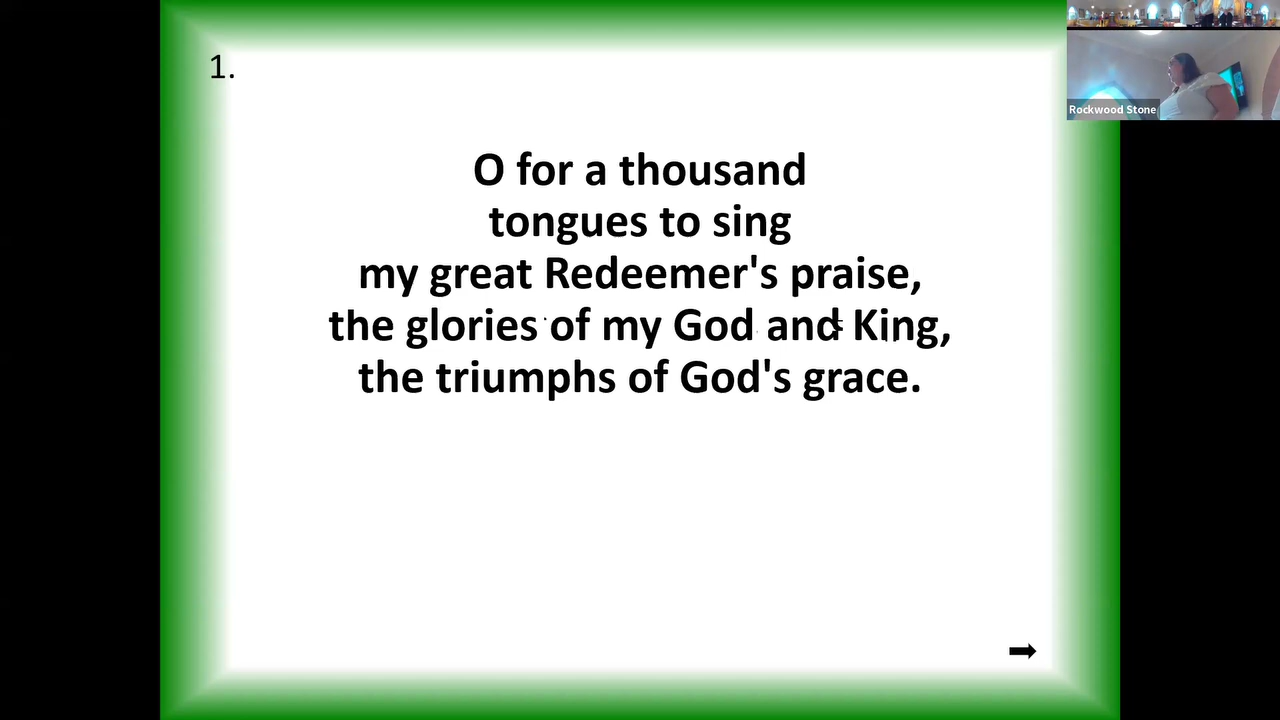 1.
O for a thousand
tongues to sing
my great Redeemer's praise,
the glories of my God and King,
the triumphs of God's grace.
Rockwood Stone